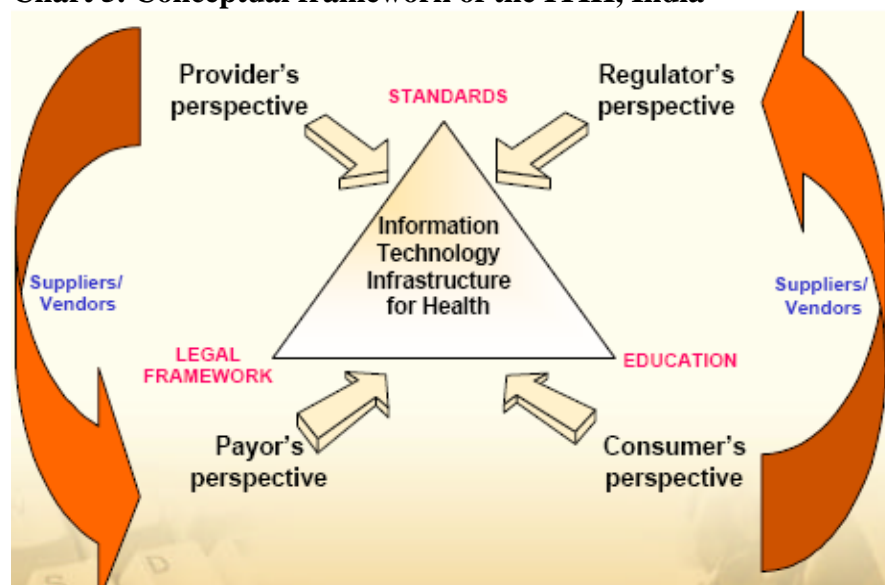 Provider's
perspective
STANDARDS
Regulator's
perspective
Information
Technology
Infrastructure
for Health
Suppliers/
Vendors
Suppliers/
Vendors
LEGAL
FRAMEWORK
EDUCATION
Payor's
perspective
Consumer's
perspective
S
D